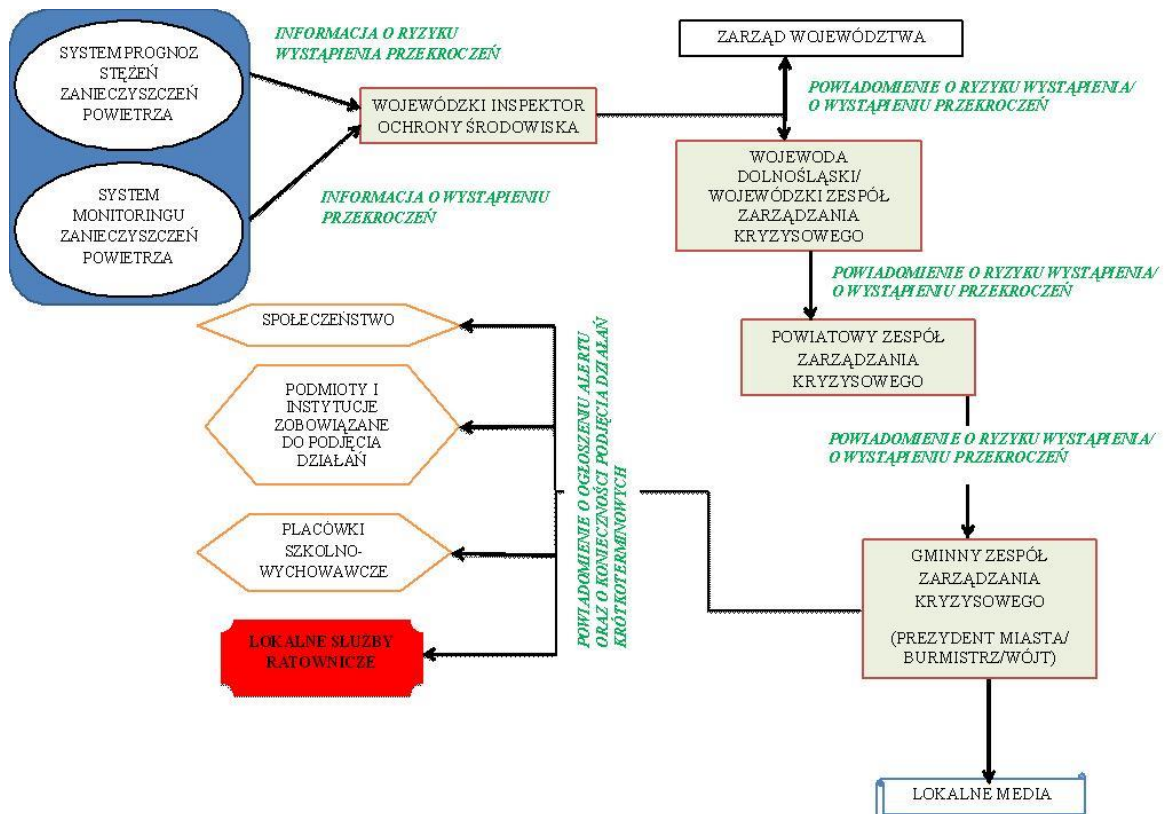 SYSTEM PROGNOZ
STĘŻEŃ
ZANIECZYSZCZEŃ
POWIETRZA
INFORMACJA O RYZYKU
WYSTĄPIENIA PRZEKROCZEŃ
ZARZĄD WOJEWÓDZTWA
WOJEWÓDZKI INSPEKTOR
OCHRONY ŚRODOWISKA
POWIADOMIENIE O RYZYKU WYSTĄPIENIA/
O WYSTĄPIENIU PRZEKROCZEŃ
SYSTEM
MONITORINGU
ZANIECZYSZCZEŃ
POWIETRZA
INFORMACJA O WYSTĄPIENIU
PRZEKROCZEŃ
WOJEWODA
DOLNOŚLĄSKI/
WOJEWÓDZKI ZESPÓŁ
ZARZĄDZANIA
KRYZYSOWEGO
POWIADOMIENIE O RYZYKU WYSTĄPIENIA/
O WYSTĄPIENIU PRZEKROCZEŃ
POWIATOWY ZESPÓŁ
ZARZĄDZANIA
KRYZYSOWEGO
POWIADOMIENIE O RYZYKU WYSTĄPIENIA/
O WYSTĄPIENIU PRZEKROCZEŃ
GMINNY ZESPÓŁ
ZARZĄDZANIA
KRYZYSOWEGO
(PREZYDENT MIASTA/
BURMISTRZ/WÓJT)
POWIADOMIENIE O OGŁOSZENIU ALERTU
ORAZ O KONIECZNOŚCI PODJĘCIA DZIAŁAŃ
KRÓTKOTERMINOWYCH
SPOŁECZEŃSTWO
PODMIOTY I
INSTYTUCJE
ZOBOWIĄZANE
DO PODJĘCIA
DZIAŁAŃ
PLACÓWKI
SZKOLNO-
WYCHOWAWCZE
LOKALNE SŁUŻBY
RATOWNICZE
LOKALNE MEDIA